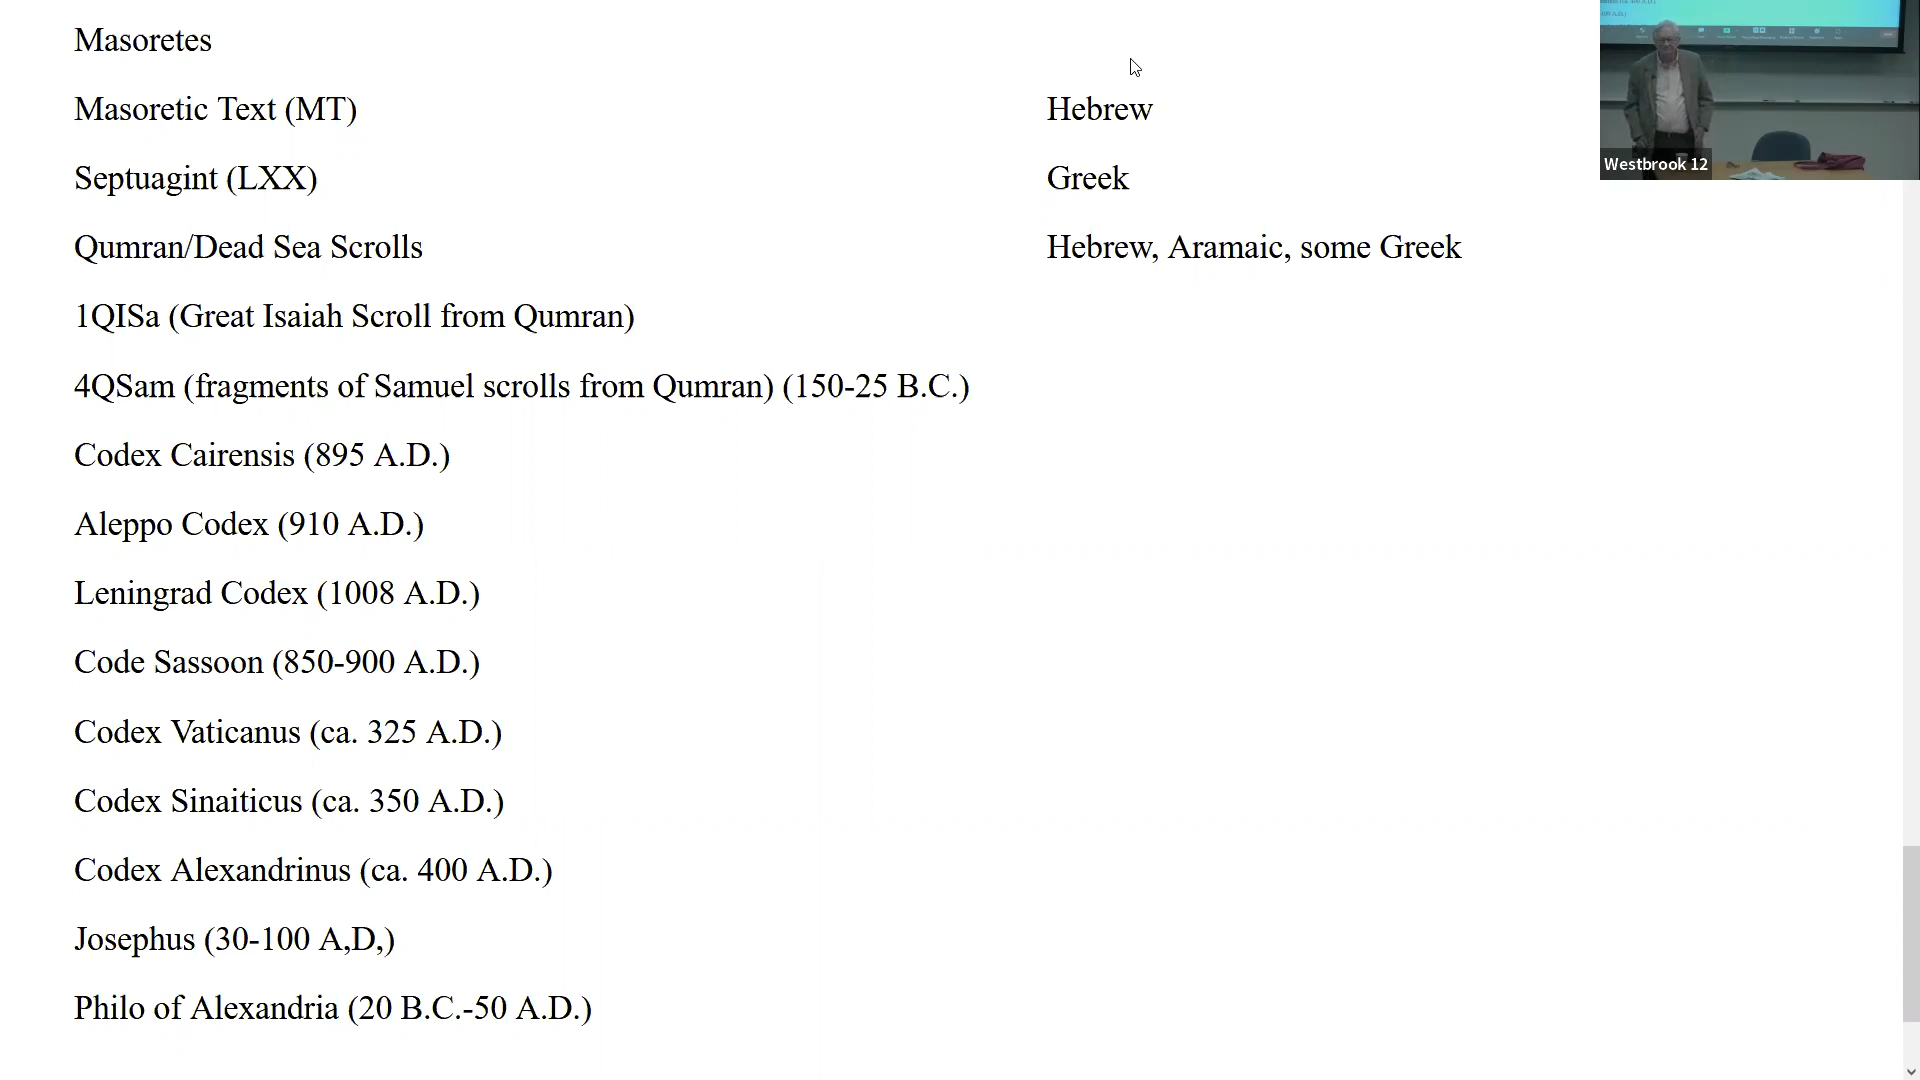 Masoretes
Masoretic Text (MT) Hebrew
Septuagint (LXX) Greek
Qumran/Dead Sea Scrolls Hebrew, Aramaic, some Greek
1QISa (Great Isaiah Scroll from Qumran)
4QSam (fragments of Samuel scrolls from Qumran) (150-25 B.C.)
Codex Cairensis (895 A.D.)
Aleppo Codex (910 A.D.)
Leningrad Codex (1008 A.D.)
Code Sassoon (850-900 A.D.)
Codex Vaticanus (ca. 325 A.D.)
Codex Sinaiticus (ca. 350 A.D.)
Codex Alexandrinus (ca. 400 A.D.)
Josephus (30-100 A,D,)
Philo of Alexandria (20 B.C.-50 A.D.)
Westbrook 12